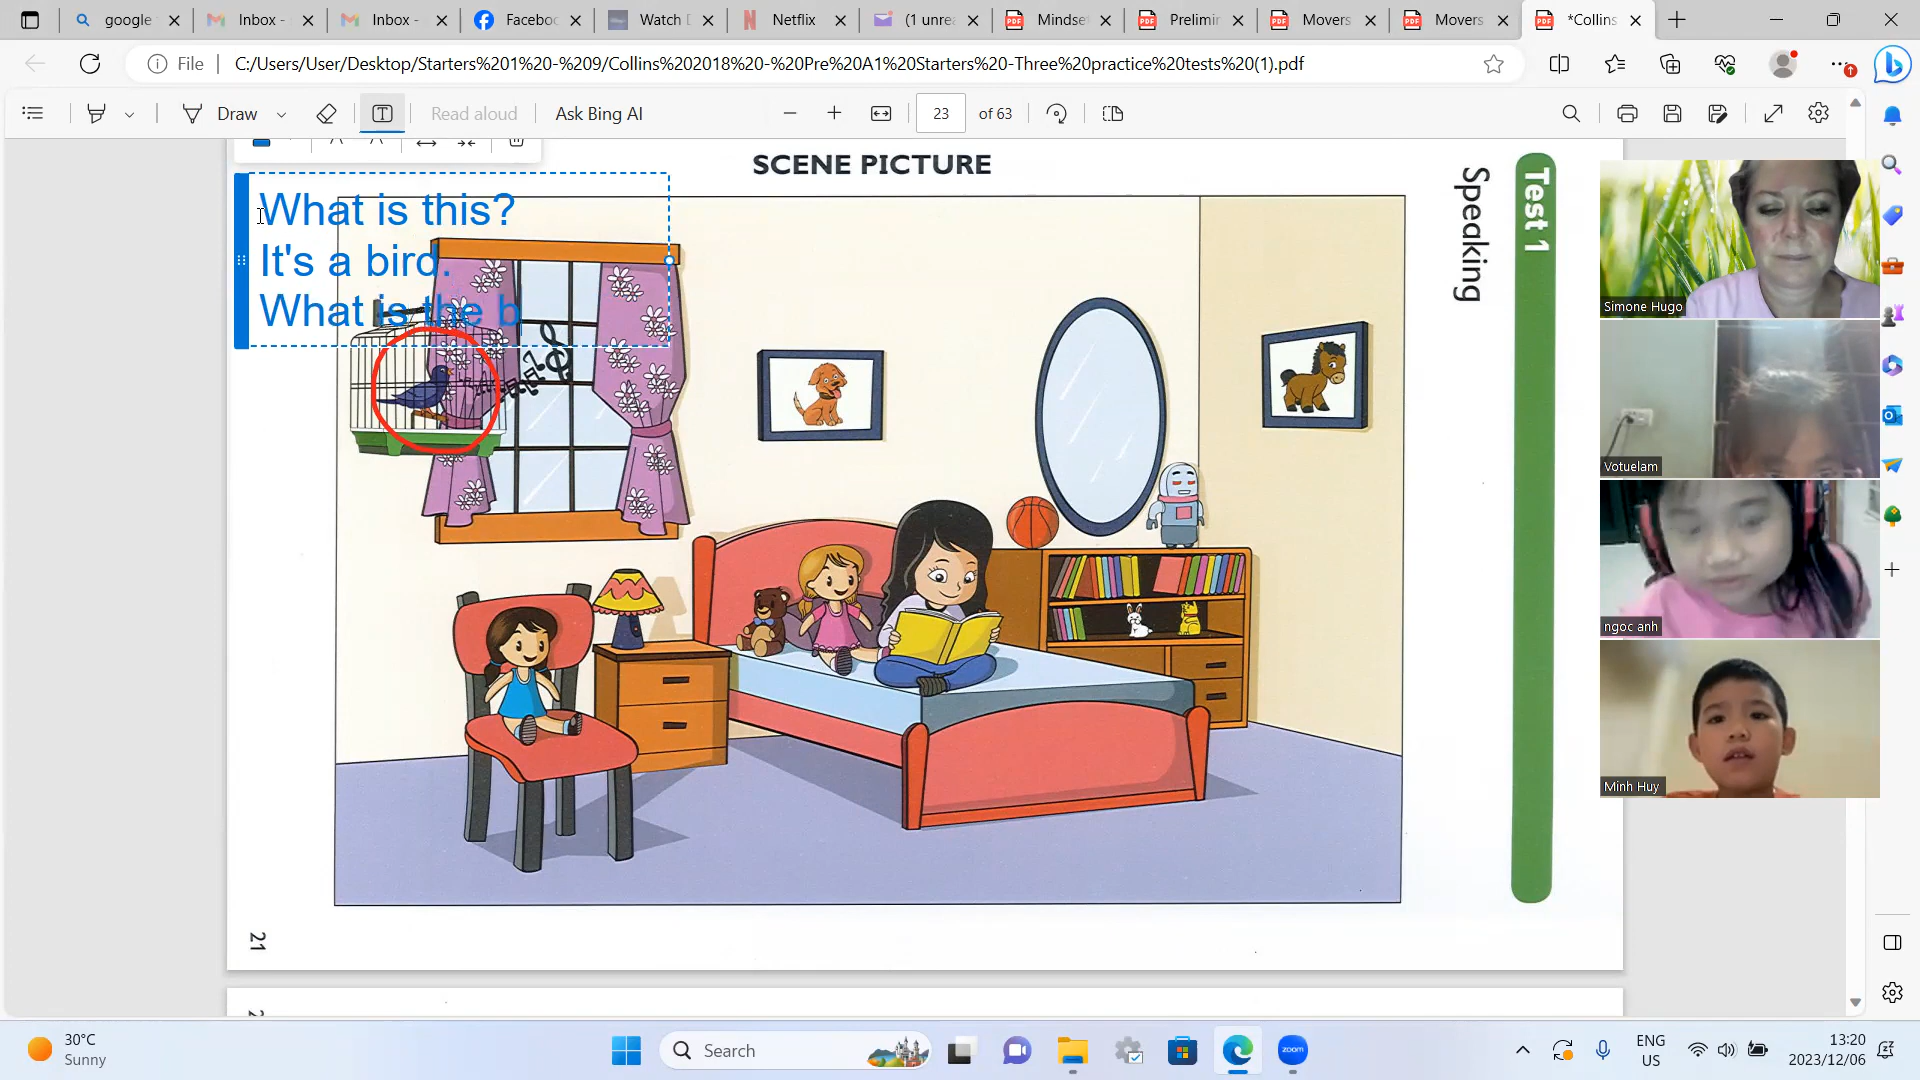 google
Inbox -
Inbox -
Faceboo
Watch D
Netflix
(1 unrea
Mindse
Prelimir
Movers
Movers
*Collins
File
C:/Users/User/Desktop/Starters%201%20-%209/Collins%202018%20-%20Pre%20A1%20Starters%20-Three%20practice%20tests%20(1).pdf
Draw
Read aloud
Ask Bing AI
23
of 63
SCENE PICTURE
What is this?
It's a bird.
What is the b
Speaking
Test 1
21
Simone Hugo
Votuelam
ngoc anh
Minh Huy
30°C
Sunny
Search
zoom
ENG
US
13:20
2023/12/06